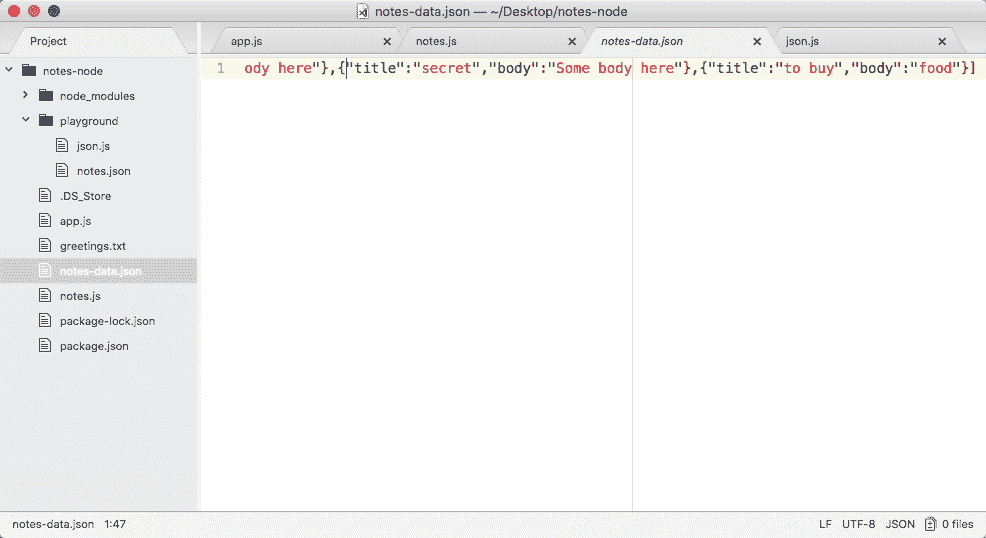 notes-data.json — ~/Desktop/notes-node
Project
app.js
notes.js
notes-data.json
json.js
notes-node
node_modules
playground
json.js
notes.json
.DS_Store
app.js
greetings.txt
notes-data.json
notes.js
package-lock.json
package.json
1 ody here"},{"title":"secret","body":"Some body here"},{"title":"to buy","body":"food"}]
notes-data.json 1:47
LF UTF-8 JSON 0 files